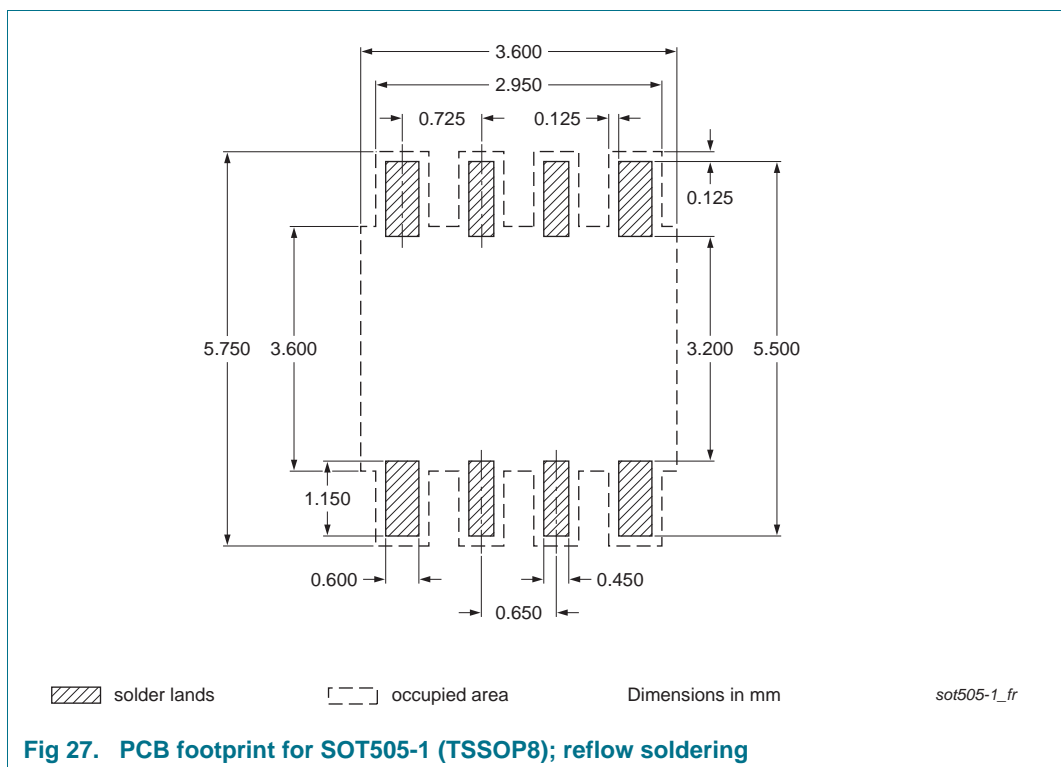 3.600
2.950
0.725
0.125
0.125
5.750
3.600
3.200
5.500
1.150
0.600
0.450
0.650
solder lands
occupied area
Dimensions in mm
sot505-1_fr
Fig 27. PCB footprint for SOT505-1 (TSSOP8); reflow soldering